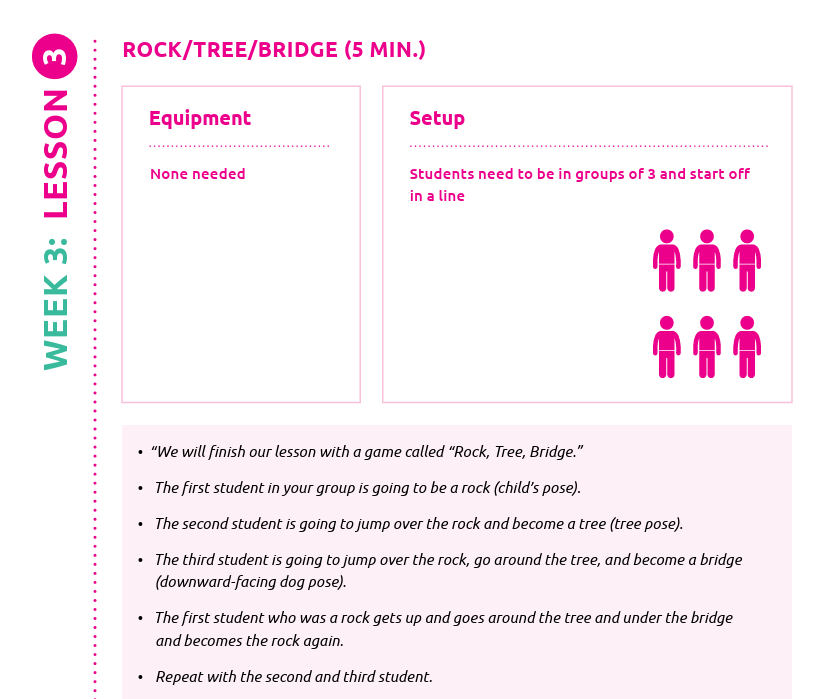 WEEK 3: LESSON 3
ROCK/TREE/BRIDGE (5 MIN.)
Equipment
None needed
Setup
Students need to be in groups of 3 and start off
in a line
• “We will finish our lesson with a game called “Rock, Tree, Bridge.”
• The first student in your group is going to be a rock (child’s pose).
• The second student is going to jump over the rock and become a tree (tree pose).
• The third student is going to jump over the rock, go around the tree, and become a bridge
(downward-facing dog pose).
• The first student who was a rock gets up and goes around the tree and under the bridge
and becomes the rock again.
• Repeat with the second and third student.